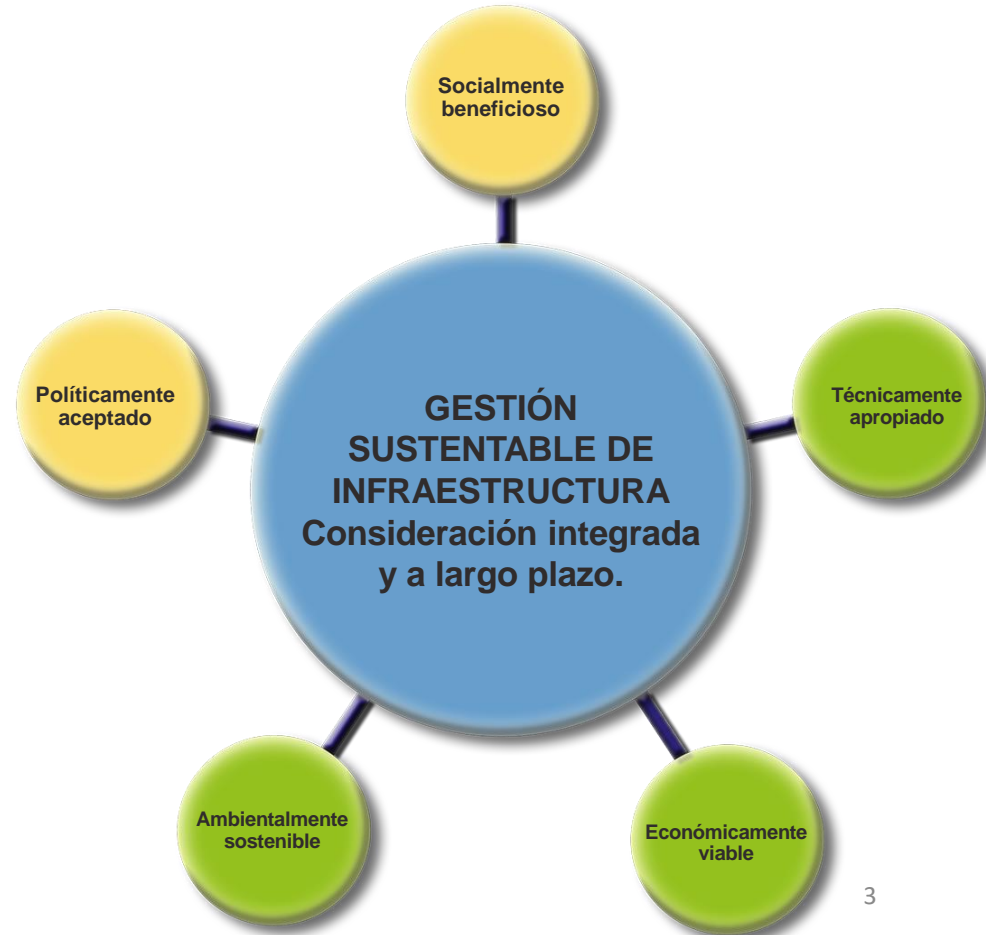 Socialmente
beneficioso
Políticamente
aceptado
Técnicamente
apropiado
GESTIÓN
SUSTENTABLE DE
INFRAESTRUCTURA
Consideración integrada
y a largo plazo.
Ambientalmente
sostenible
Económicamente
viable
3